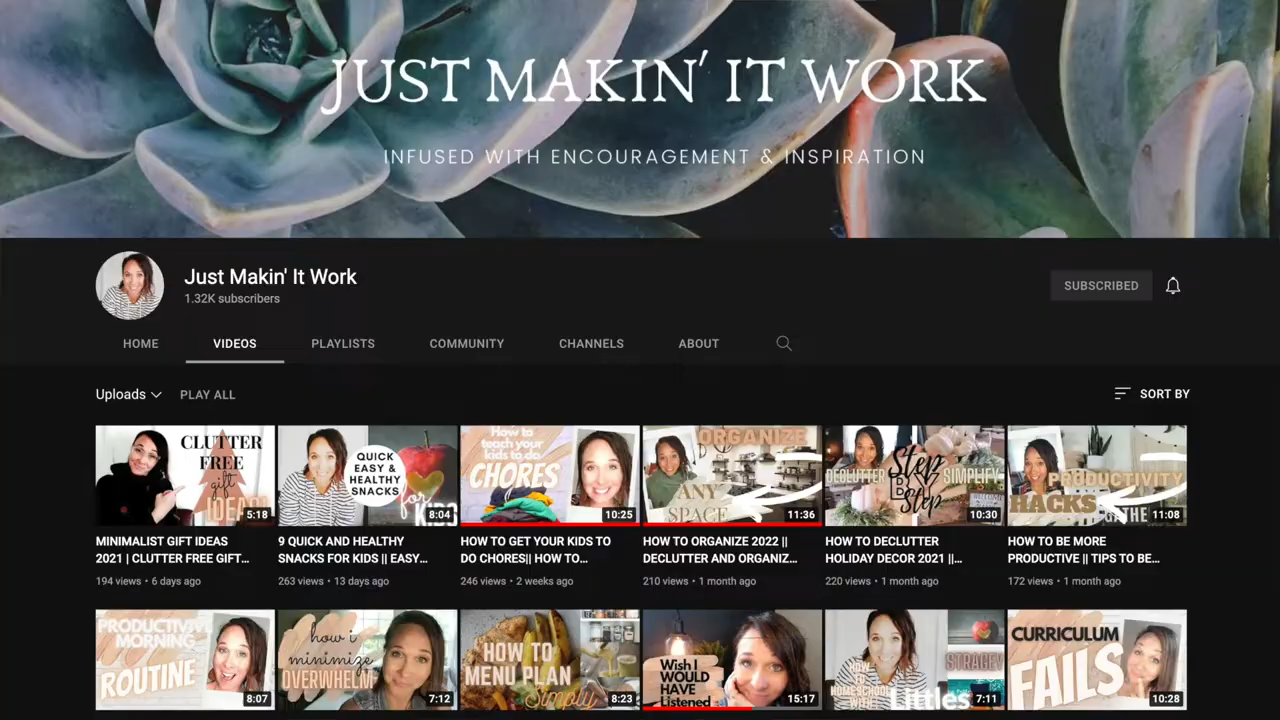 JUST MAKIN' IT WORK
INFUSED WITH ENCOURAGEMENT & INSPIRATION
Just Makin' It Work
1.32K subscribers
SUBSCRIBED
HOME
VIDEOS
PLAYLISTS
COMMUNITY
CHANNELS
ABOUT
Uploads
PLAY ALL
SORT BY
CLUTTER
FREE
gift
5:18
MINIMALIST GIFT IDEAS
2021 | CLUTTER FREE GIFT...
194 views • 6 days ago
QUICK
EASY &
HEALTHY
SNACKS
for
8:04
9 QUICK AND HEALTHY
SNACKS FOR KIDS || EASY...
263 views • 13 days ago
How to
teach your
kids to do
CHORES
10:25
HOW TO GET YOUR KIDS TO
DO CHORES|| HOW TO...
246 views • 2 weeks ago
ORGANIZE
ANY
SPACE
11:36
HOW TO ORGANIZE 2022 ||
DECLUTTER AND ORGANIZ...
210 views • 1 month ago
DECLUTTER
Step
BY
Step
SIMPLIFY
10:30
HOW TO DECLUTTER
HOLIDAY DECOR 2021 ||...
220 views • 1 month ago
PRODUCTIVITY
HACKS
11:08
HOW TO BE MORE
PRODUCTIVE || TIPS TO BE...
172 views • 1 month ago
PRODUCTIVE
MORNING
ROUTINE
8:07
how i
minimize
OVERWHELM
7:12
HOW TO
MENU PLAN
Simply
8:23
Wish I
WOULD
HAVE
Listened
15:17
HOW
TO
HOMESCHOOL
WITH
Littles
STRAGEY
7:11
CURRICULUM
FAILS
10:28